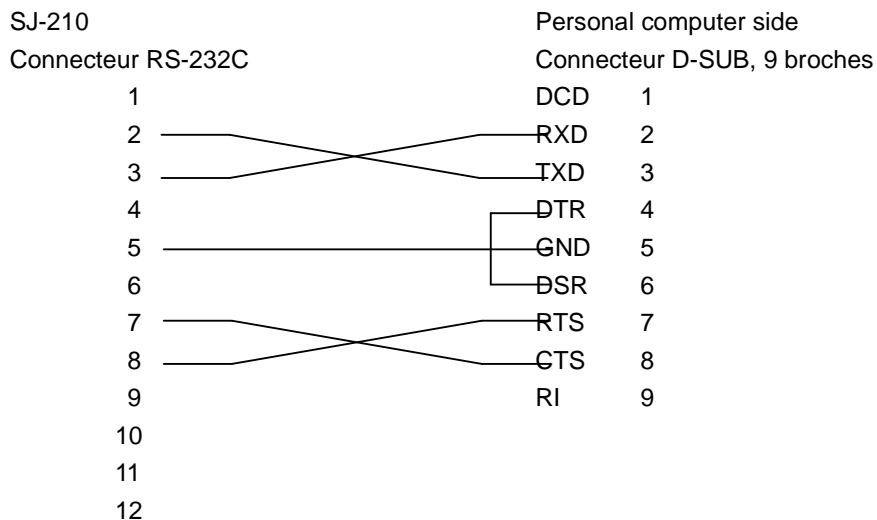 SJ-210 Personal computer side
Connecteur RS-232C Connecteur D-SUB, 9 broches
1 DCD 1
2 RXD 2
3 TXD 3
4 DTR 4
5 GND 5
6 DSR 6
7 RTS 7
8 CTS 8
9 RI 9
10
11
12